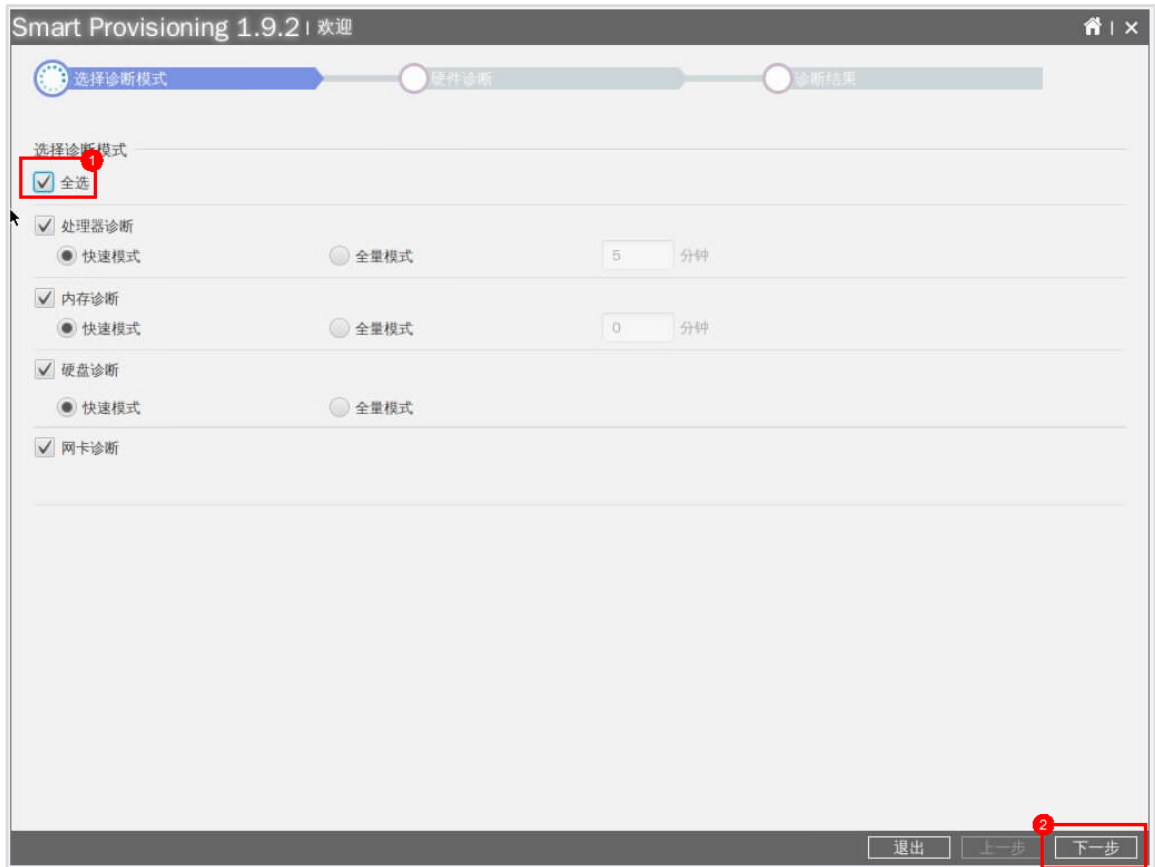 Smart Provisioning 1.9.2 | 欢迎
选择诊断模式 硬件诊断 诊断结果
选择诊断模式
1
全选
处理器诊断
快速模式 全量模式 5 分钟
内存诊断
快速模式 全量模式 0 分钟
硬盘诊断
快速模式 全量模式
网卡诊断
2
退出 上一步 下一步